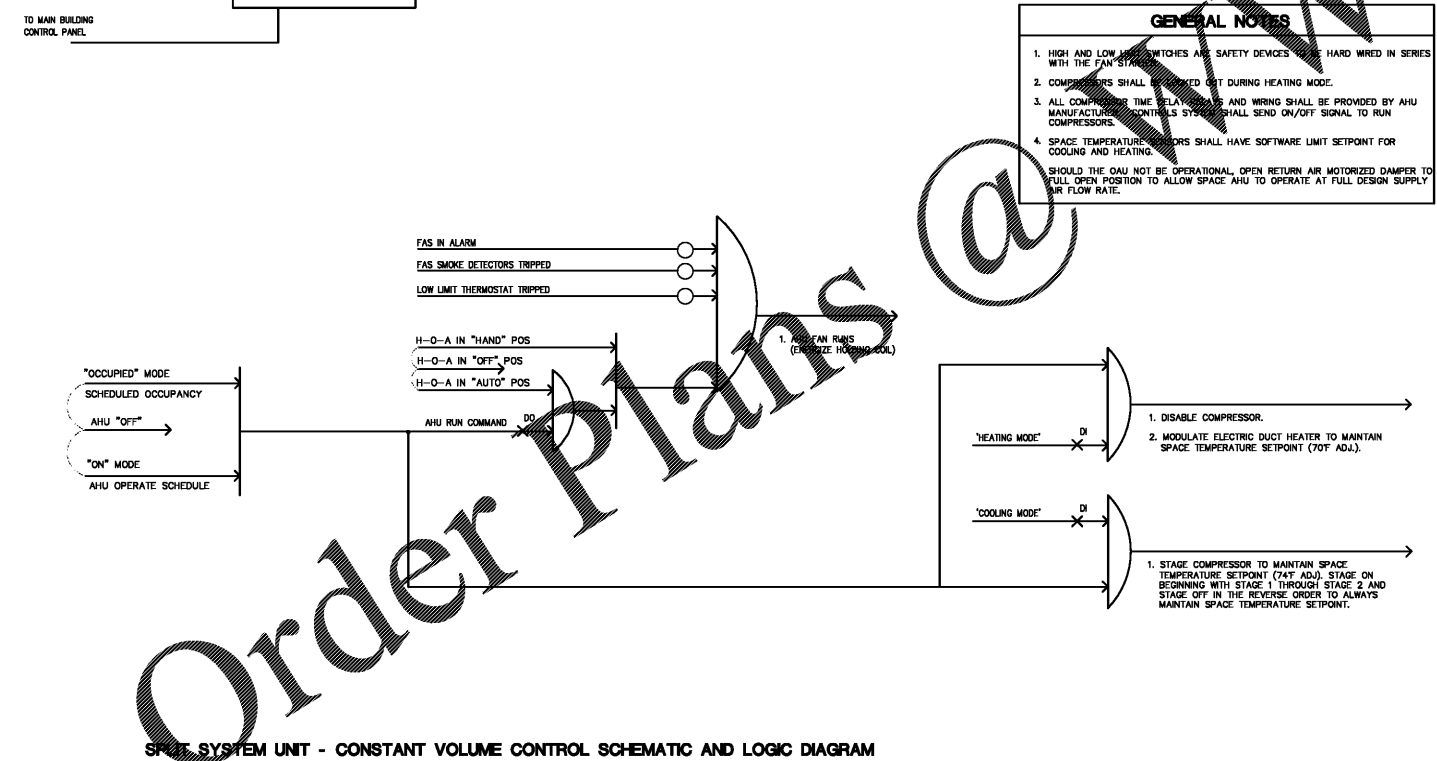 TO MAIN BUILDING
CONTROL PANEL
GENERAL NOTES
1. HIGH AND LOW LIMIT SWITCHES ARE SAFETY DEVICES TO BE HARD WIRED IN SERIES
WITH THE FAN STARTER.
2. COMPRESSORS SHALL BE LOCKED OUT DURING HEATING MODE.
3. ALL COMPRESSOR TIME DELAY RELAYS AND WIRING SHALL BE PROVIDED BY AHU
MANUFACTURER. CONTROLS SYSTEM SHALL SEND ON/OFF SIGNAL TO RUN
COMPRESSORS.
4. SPACE TEMPERATURE SENSORS SHALL HAVE SOFTWARE LIMIT SETPOINT FOR
COOLING AND HEATING.
SHOULD THE OAU NOT BE OPERATIONAL, OPEN RETURN AIR MOTORIZED DAMPER TO
FULL OPEN POSITION TO ALLOW SPACE AHU TO OPERATE AT FULL DESIGN SUPPLY
AIR FLOW RATE.
FAS IN ALARM
FAS SMOKE DETECTORS TRIPPED
LOW LIMIT THERMOSTAT TRIPPED
H-O-A IN "HAND" POS
H-O-A IN "OFF" POS
H-O-A IN "AUTO" POS
AHU RUN COMMAND
DO
1. AHU FAN RUNS
(ENERGIZE HOLDING COIL)
"OCCUPIED" MODE
SCHEDULED OCCUPANCY
AHU "OFF"
"ON" MODE
AHU OPERATE SCHEDULE
'HEATING MODE'
DI
1. DISABLE COMPRESSOR.
2. MODULATE ELECTRIC DUCT HEATER TO MAINTAIN
SPACE TEMPERATURE SETPOINT (70°F ADJ.).
'COOLING MODE'
DI
1. STAGE COMPRESSOR TO MAINTAIN SPACE
TEMPERATURE SETPOINT (74°F ADJ). STAGE ON
BEGINNING WITH STAGE 1 THROUGH STAGE 2 AND
STAGE OFF IN THE REVERSE ORDER TO ALWAYS
MAINTAIN SPACE TEMPERATURE SETPOINT.
SPLIT SYSTEM UNIT - CONSTANT VOLUME CONTROL SCHEMATIC AND LOGIC DIAGRAM
Order Plans @